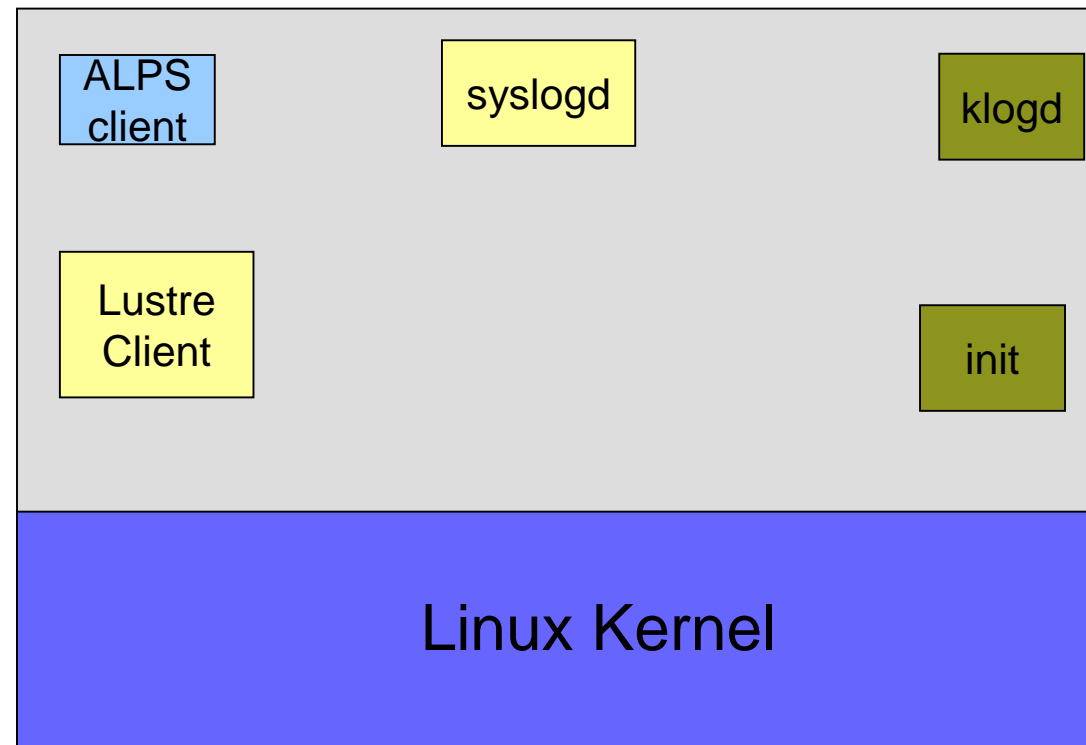 ALPS
client
syslogd
klogd
Lustre
Client
init
Linux Kernel